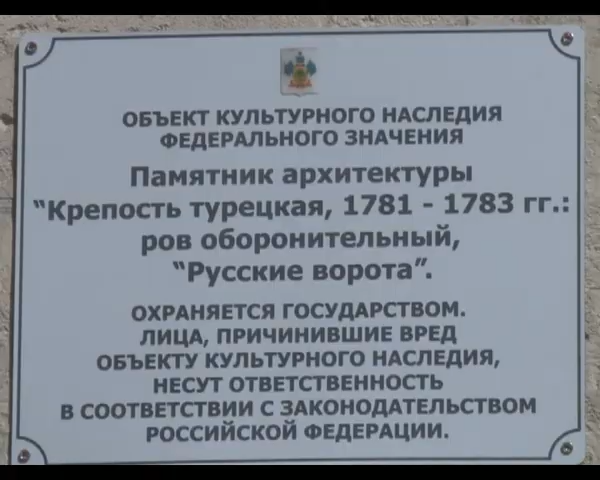 ОБЪЕКТ КУЛЬТУРНОГО НАСЛЕДИЯ
ФЕДЕРАЛЬНОГО ЗНАЧЕНИЯ
Памятник архитектуры
“Крепость турецкая, 1781 - 1783 гг.:
ров оборонительный,
“Русские ворота”.
ОХРАНЯЕТСЯ ГОСУДАРСТВОМ.
ЛИЦА, ПРИЧИНИВШИЕ ВРЕД
ОБЪЕКТУ КУЛЬТУРНОГО НАСЛЕДИЯ,
НЕСУТ ОТВЕТСТВЕННОСТЬ
В СООТВЕТСТВИИ С ЗАКОНОДАТЕЛЬСТВОМ
РОССИЙСКОЙ ФЕДЕРАЦИИ.